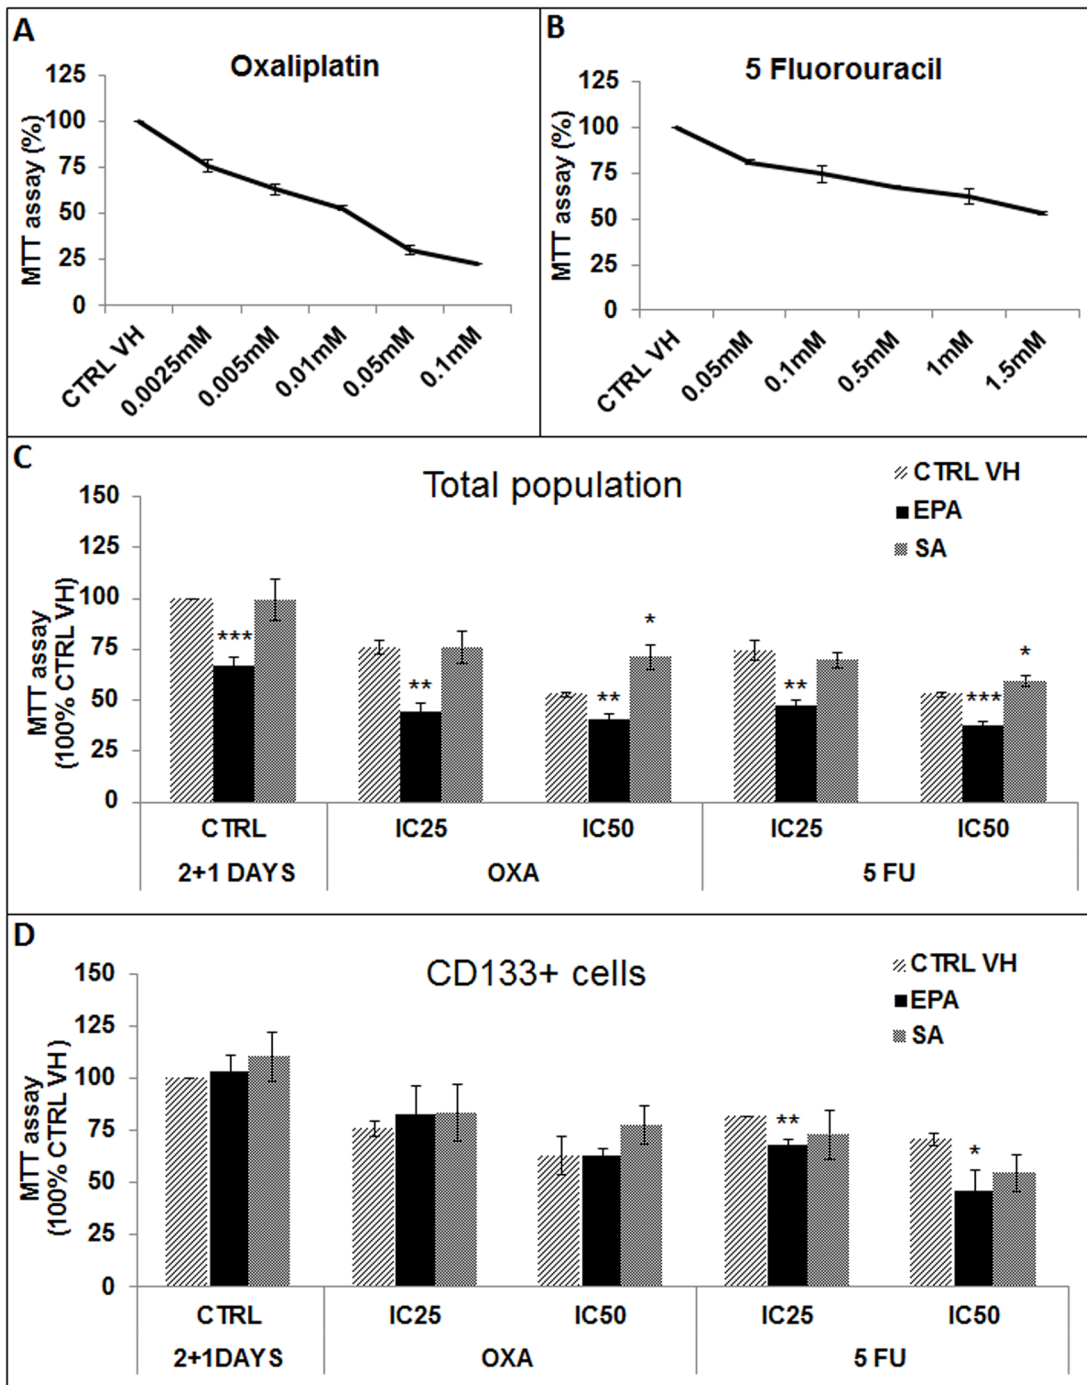 A
Oxaliplatin
MTT assay (%)
125
100
75
50
25
0
CTRL VH
0.0025mM
0.005mM
0.01mM
0.05mM
0.1mM
B
5 Fluorouracil
MTT assay (%)
125
100
75
50
25
0
CTRL VH
0.05mM
0.1mM
0.5mM
1mM
1.5mM
C
Total population
CTRL VH
EPA
SA
MTT assay
(100% CTRL VH)
150
125
100
75
50
25
0
***
**
**
*
**
***
*
CTRL
IC25
IC50
IC25
IC50
2+1 DAYS
OXA
5 FU
D
CD133+ cells
CTRL VH
EPA
SA
MTT assay
(100% CTRL VH )
150
125
100
75
50
25
0
**
*
CTRL
IC25
IC50
IC25
IC50
2+1DAYS
OXA
5 FU